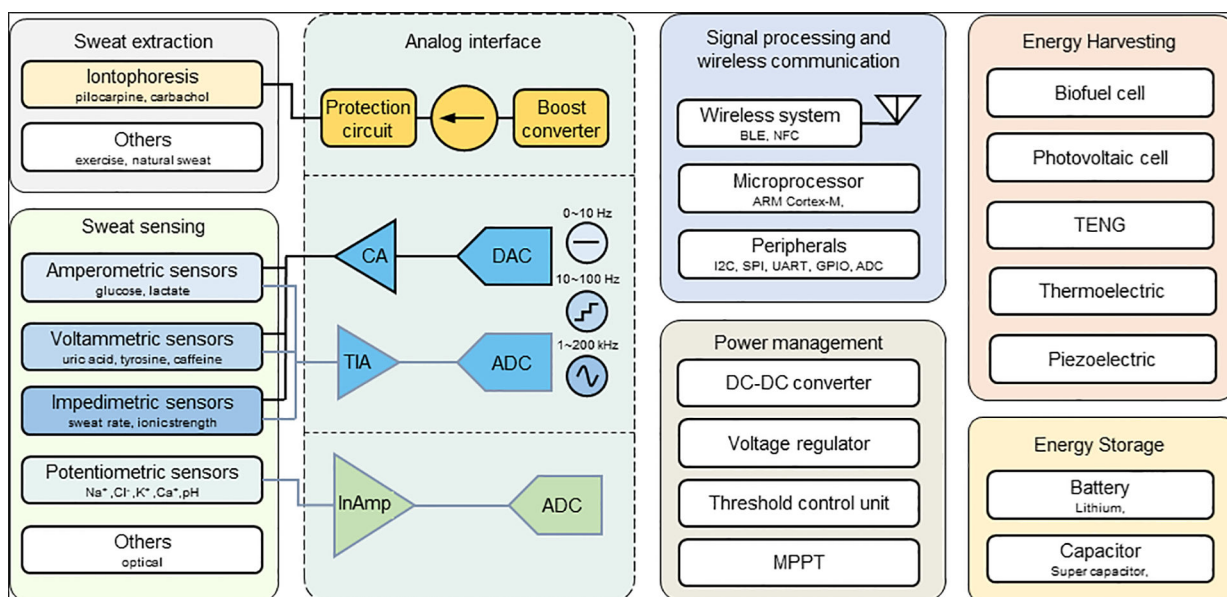 Sweat extraction
Iontophoresis
pilocarpine, carbachol
Others
exercise, natural sweat
Sweat sensing
Amperometric sensors
glucose, lactate
Voltammetric sensors
uric acid, tyrosine, caffeine
Impedimetric sensors
sweat rate, ionic strength
Potentiometric sensors
Na⁺,Cl⁻,K⁺,Ca⁺,pH
Others
optical
Analog interface
Protection
circuit
Boost
converter
CA
DAC
0~10 Hz
10~100 Hz
TIA
ADC
1~200 kHz
InAmp
ADC
Signal processing and
wireless communication
Wireless system
BLE, NFC
Microprocessor
ARM Cortex-M,
Peripherals
I2C, SPI, UART, GPIO, ADC
Power management
DC-DC converter
Voltage regulator
Threshold control unit
MPPT
Energy Harvesting
Biofuel cell
Photovoltaic cell
TENG
Thermoelectric
Piezoelectric
Energy Storage
Battery
Lithium,
Capacitor
Super capacitor,